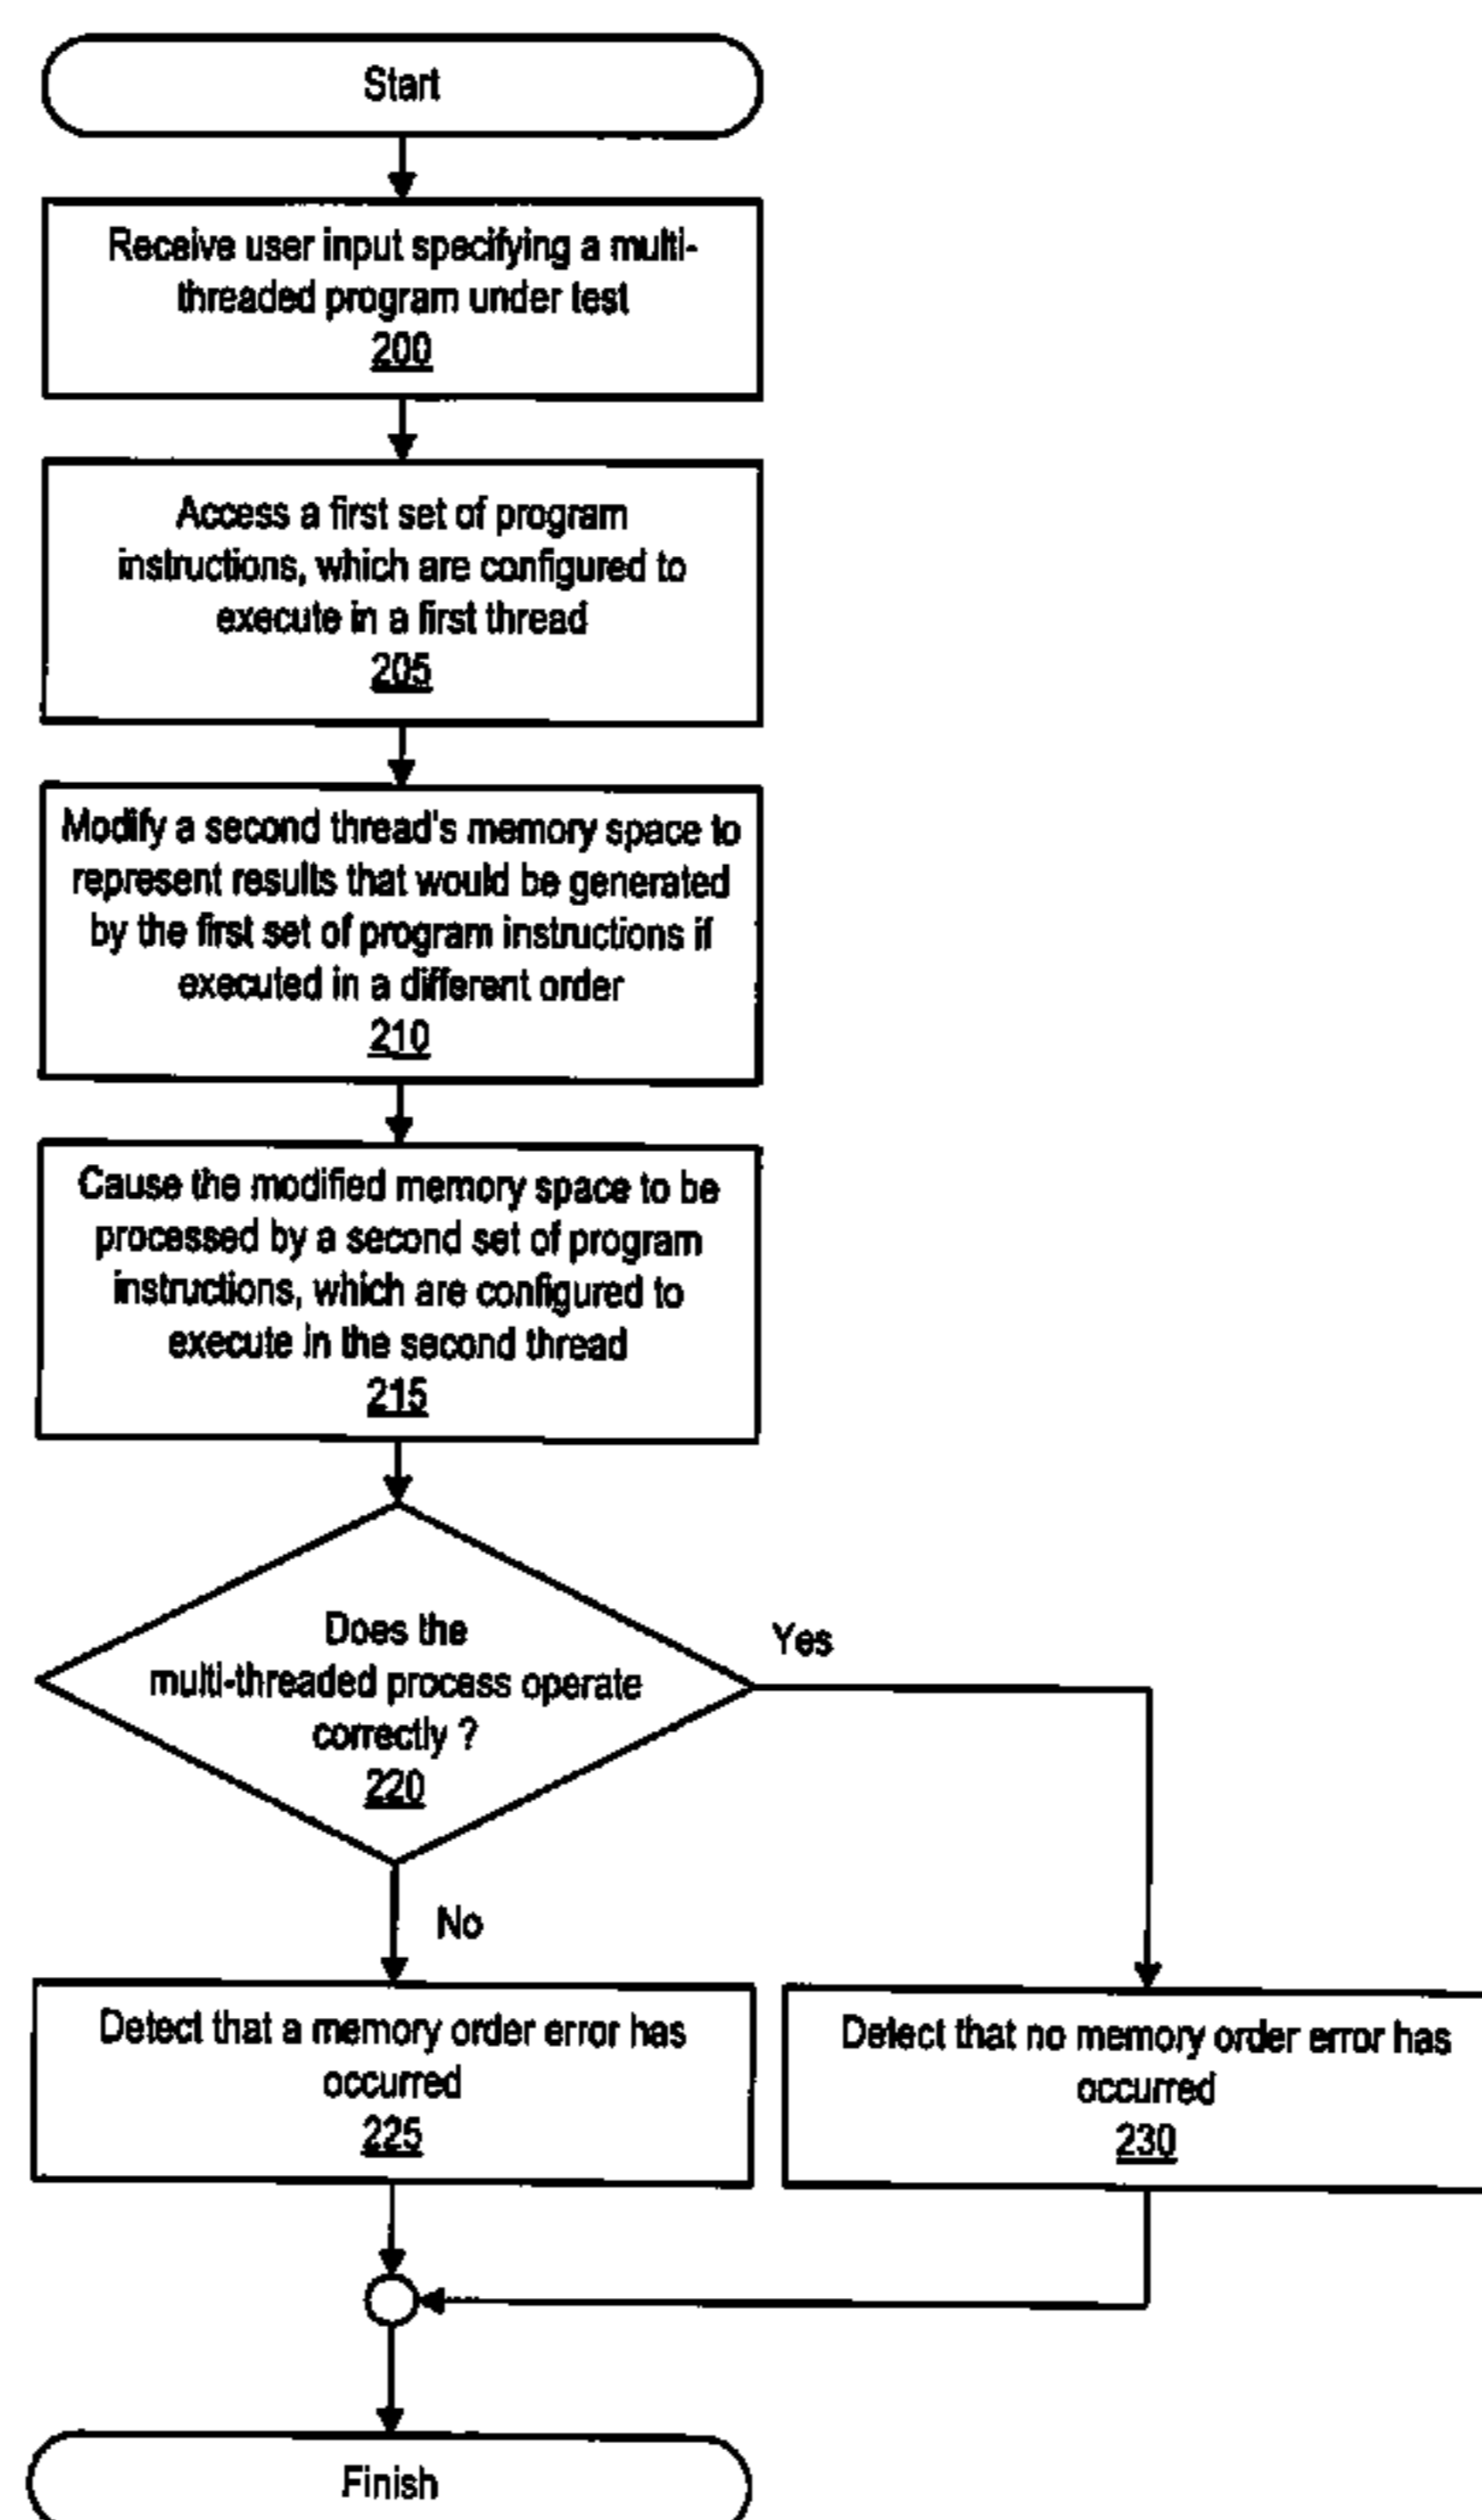 Start
Receive user input specifying a multi-
threaded program under test
200
Access a first set of program
instructions, which are configured to
execute in a first thread
205
Modify a second thread's memory space to
represent results that would be generated
by the first set of program instructions if
executed in a different order
210
Cause the modified memory space to be
processed by a second set of program
instructions, which are configured to
execute in the second thread
215
Does the
multi-threaded process operate
correctly ?
220
Yes
No
Detect that a memory order error has
occurred
225
Detect that no memory order error has
occurred
230
Finish